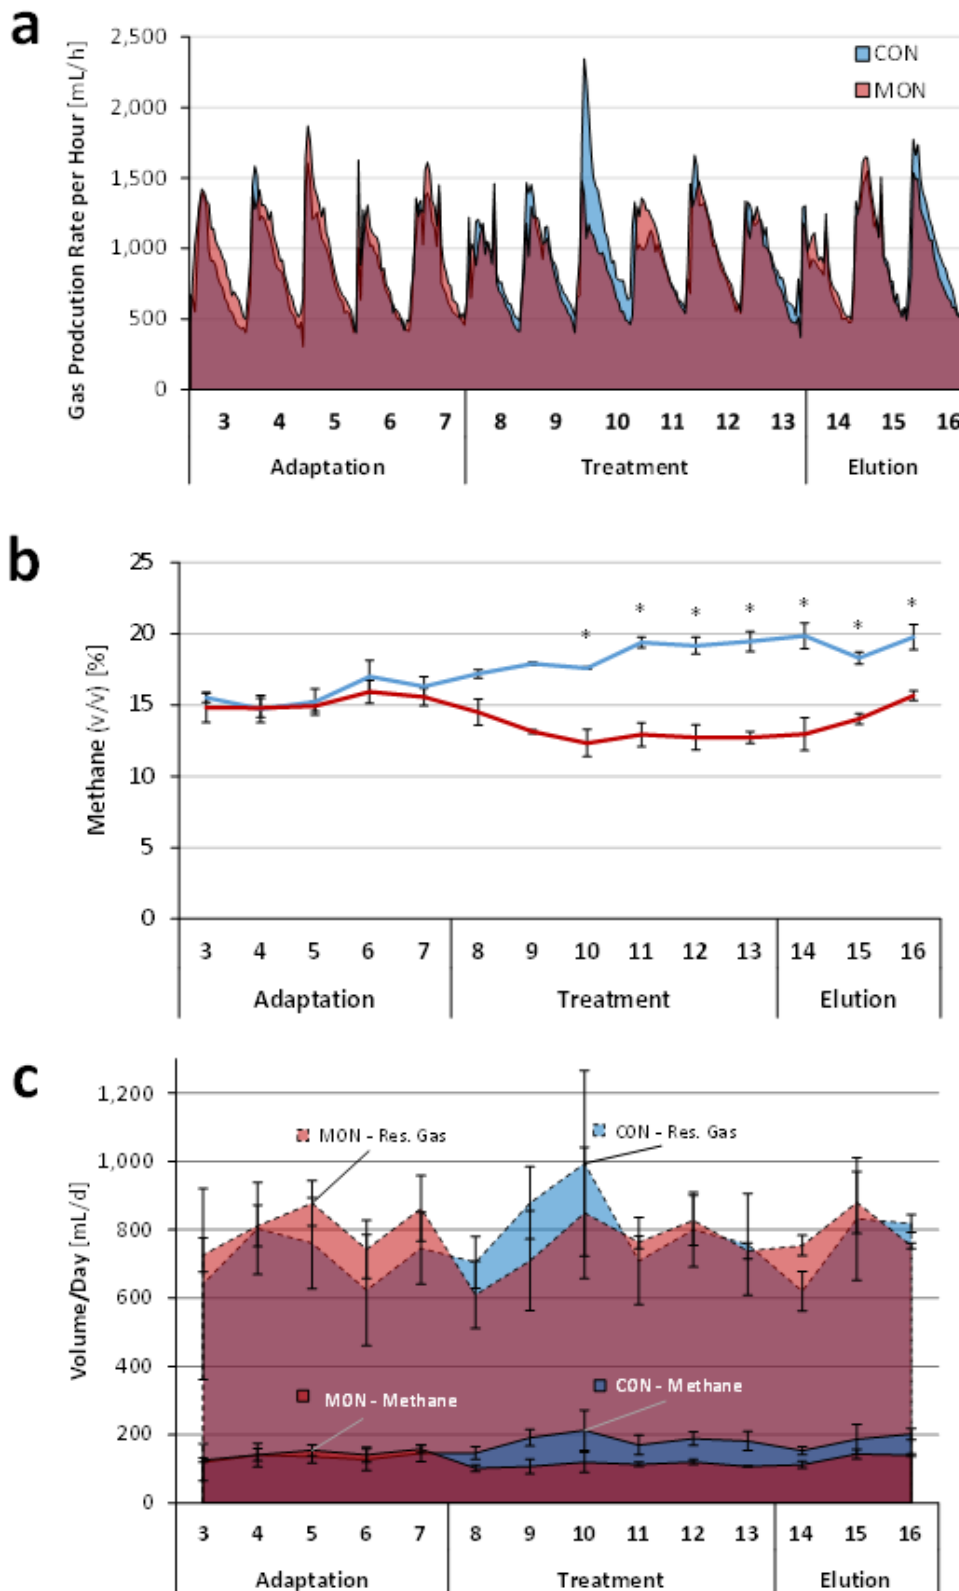 a
Gas Prodcution Rate per Hour [mL/h]
2,500
2,000
1,500
1,000
500
0
CON
MON
3 4 5 6 7 8 9 10 11 12 13 14 15 16
Adaptation Treatment Elution
b
Methane (v/v) [%]
25
20
15
10
5
0
* * * * * * *
3 4 5 6 7 8 9 10 11 12 13 14 15 16
Adaptation Treatment Elution
c
Volume/Day [mL/d]
1,200
1,000
800
600
400
200
0
MON - Res. Gas
CON - Res. Gas
MON - Methane
CON - Methane
3 4 5 6 7 8 9 10 11 12 13 14 15 16
Adaptation Treatment Elution